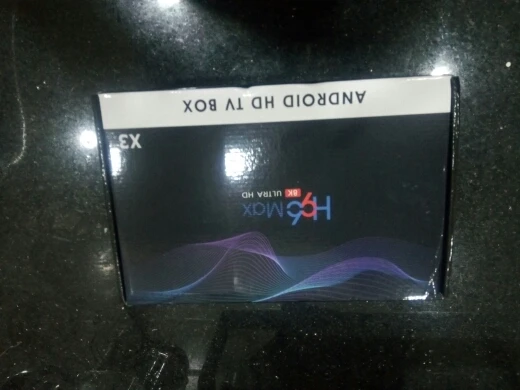 H96 Max
8K ULTRA HD
X3
ANDROID HD TV BOX